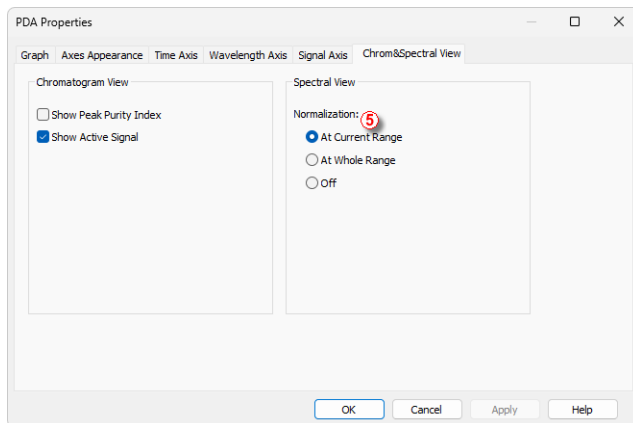 PDA Properties
Graph Axes Appearance Time Axis Wavelength Axis Signal Axis Chrom&Spectral View
Chromatogram View
Show Peak Purity Index
Show Active Signal
Spectral View
Normalization: 5
At Current Range
At Whole Range
Off
OK Cancel Apply Help